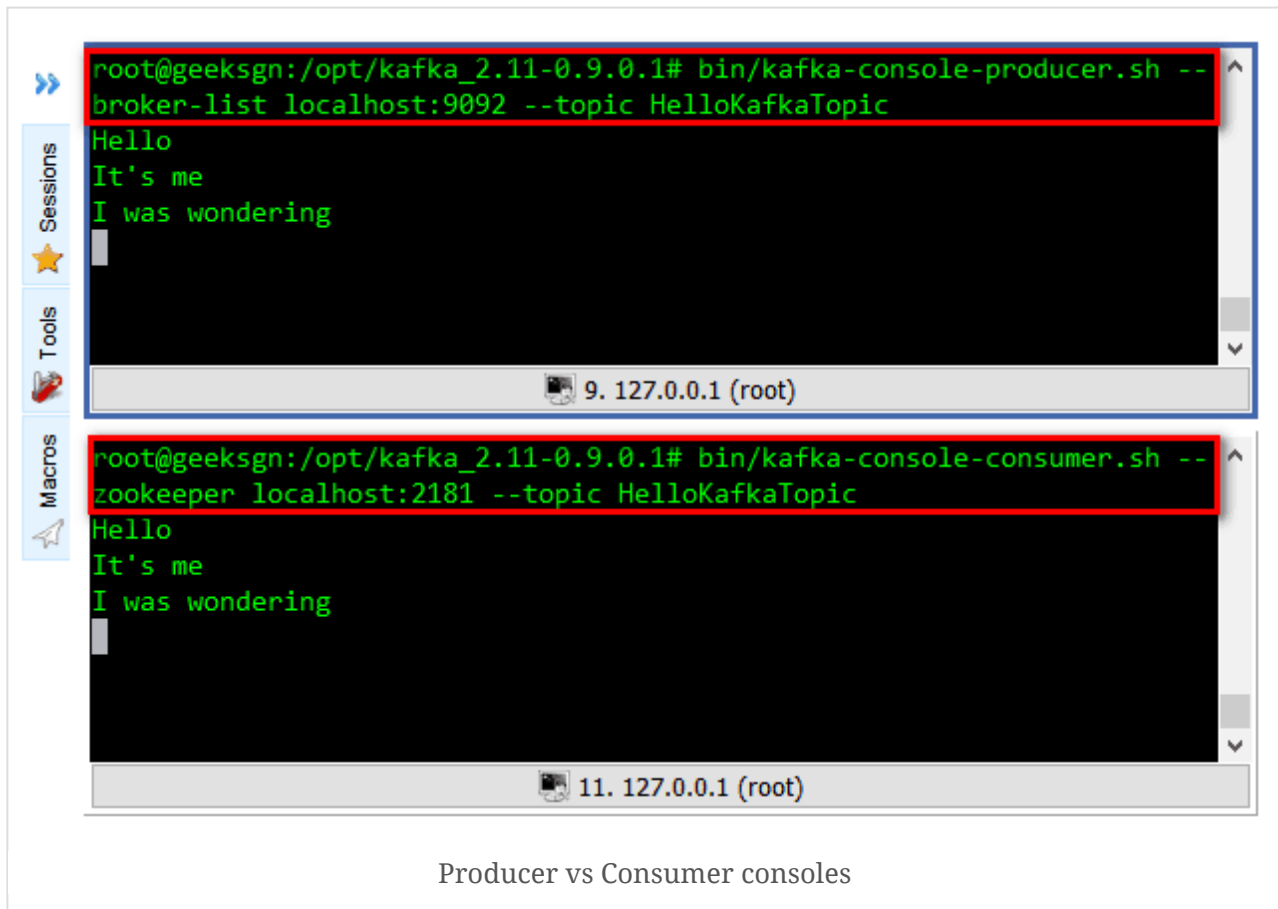 root@geeksgn:/opt/kafka_2.11-0.9.0.1# bin/kafka-console-producer.sh --
broker-list localhost:9092 --topic HelloKafkaTopic
Hello
It's me
I was wondering
9. 127.0.0.1 (root)
Sessions
Tools
Macros
root@geeksgn:/opt/kafka_2.11-0.9.0.1# bin/kafka-console-consumer.sh --
zookeeper localhost:2181 --topic HelloKafkaTopic
Hello
It's me
I was wondering
11. 127.0.0.1 (root)
Producer vs Consumer consoles